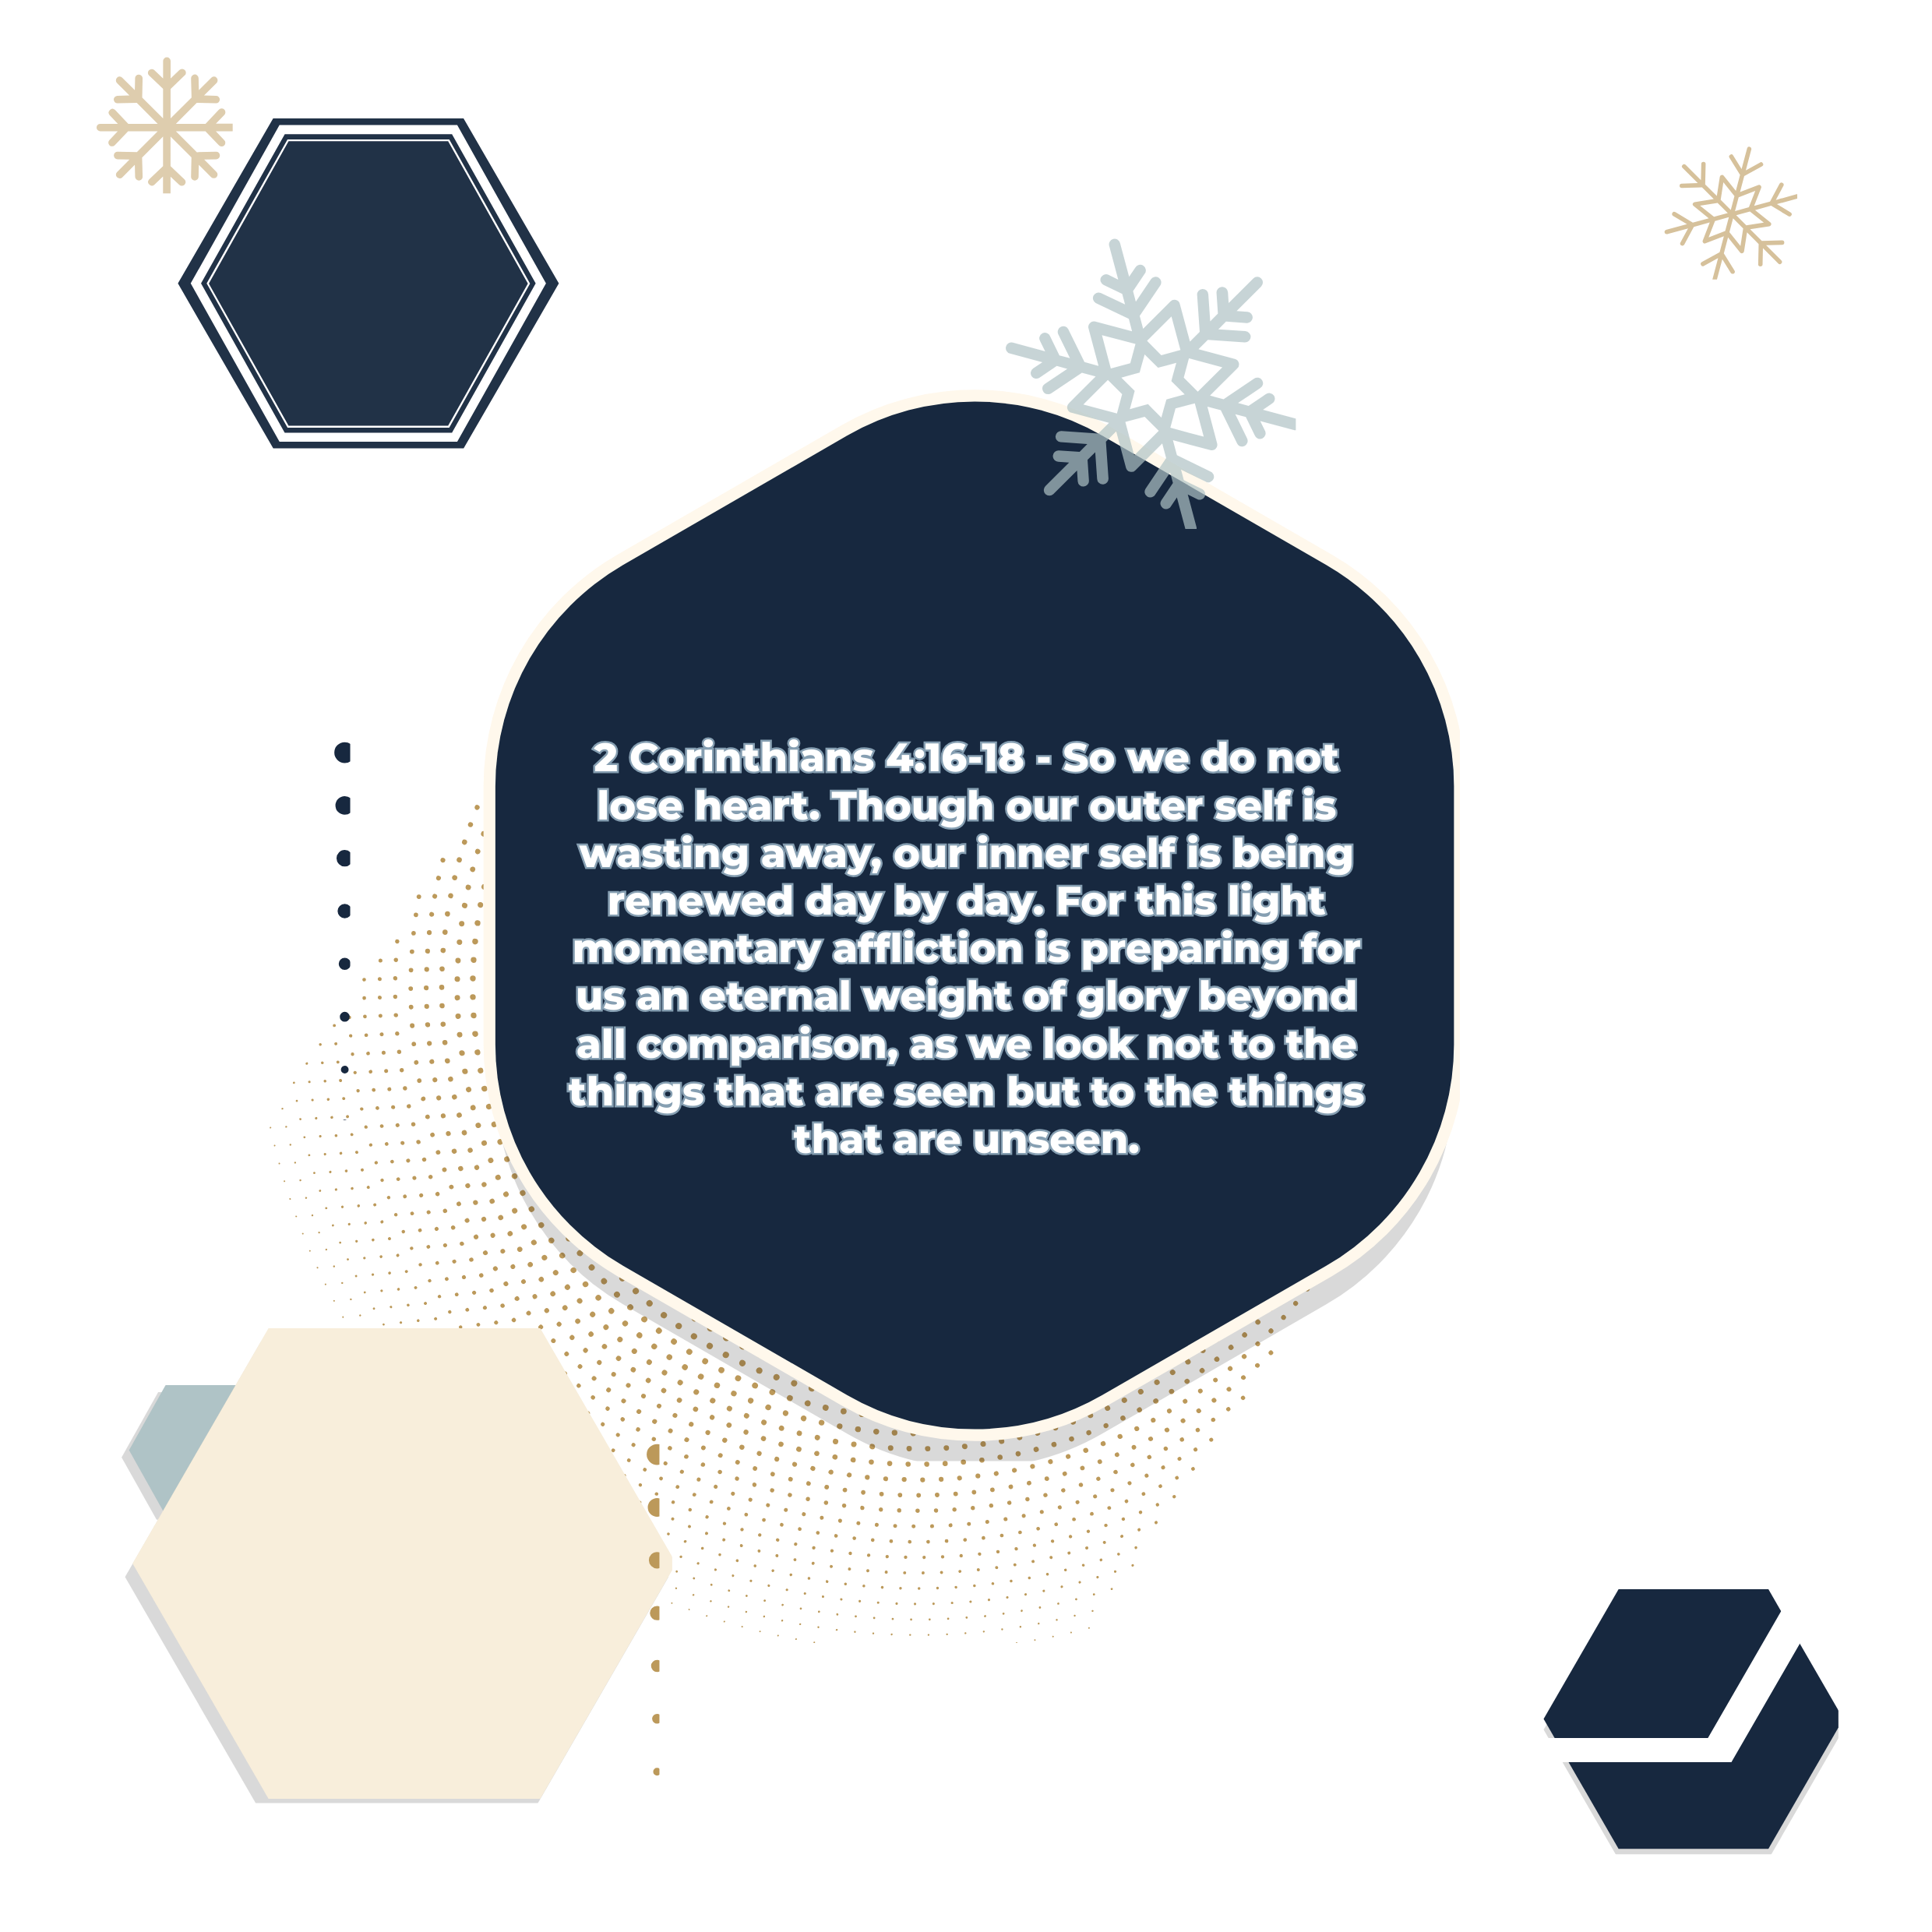 2 Corinthians 4:16-18 - So we do not
lose heart. Though our outer self is
wasting away, our inner self is being
renewed day by day. For this light
momentary affliction is preparing for
us an eternal weight of glory beyond
all comparison, as we look not to the
things that are seen but to the things
that are unseen.